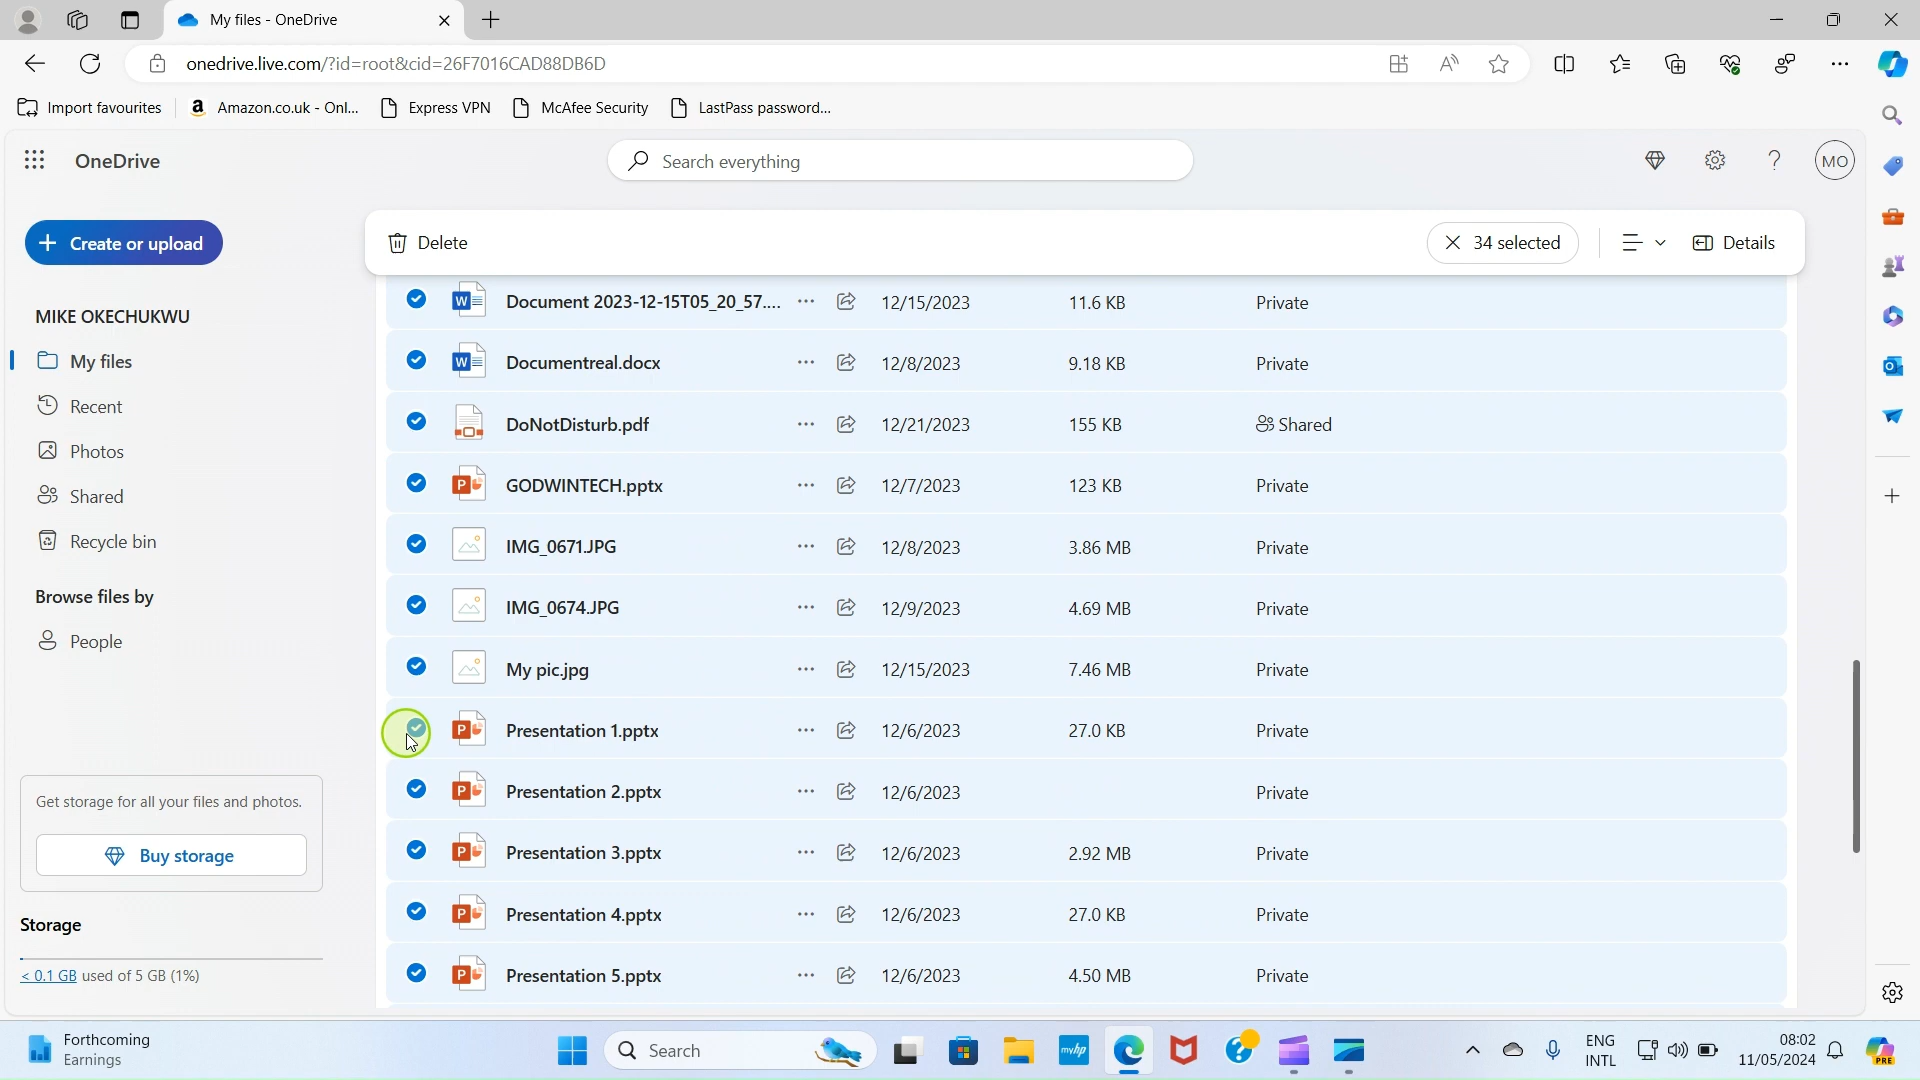 My files - OneDrive
onedrive.live.com/?id=root&cid=26F7016CAD88DB6D
Import favourites
Amazon.co.uk - Onl...
Express VPN
McAfee Security
LastPass password...
OneDrive
Search everything
MO
Create or upload
Delete
34 selected
Details
MIKE OKECHUKWU
My files
Recent
Photos
Shared
Recycle bin
Browse files by
People
Get storage for all your files and photos.
Buy storage
Storage
< 0.1 GB used of 5 GB (1%)
Document 2023-12-15T05_20_57.... 12/15/2023 11.6 KB Private
Documentreal.docx 12/8/2023 9.18 KB Private
DoNotDisturb.pdf 12/21/2023 155 KB Shared
GODWINTECH.pptx 12/7/2023 123 KB Private
IMG_0671.JPG 12/8/2023 3.86 MB Private
IMG_0674.JPG 12/9/2023 4.69 MB Private
My pic.jpg 12/15/2023 7.46 MB Private
Presentation 1.pptx 12/6/2023 27.0 KB Private
Presentation 2.pptx 12/6/2023 Private
Presentation 3.pptx 12/6/2023 2.92 MB Private
Presentation 4.pptx 12/6/2023 27.0 KB Private
Presentation 5.pptx 12/6/2023 4.50 MB Private
Forthcoming
Earnings
Search
myhp
ENG
INTL
08:02
11/05/2024
PRE